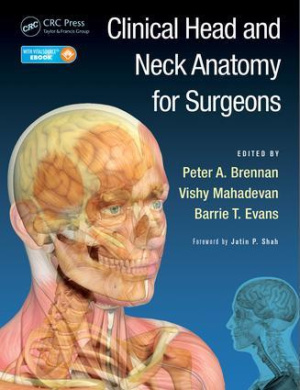 CRC
CRC Press
Taylor & Francis Group
WITH VITALSOURCE®
EBOOK
Clinical Head and
Neck Anatomy
for Surgeons
EDITED BY
Peter A. Brennan
Vishy Mahadevan
Barrie T. Evans
Foreword by Jatin P. Shah